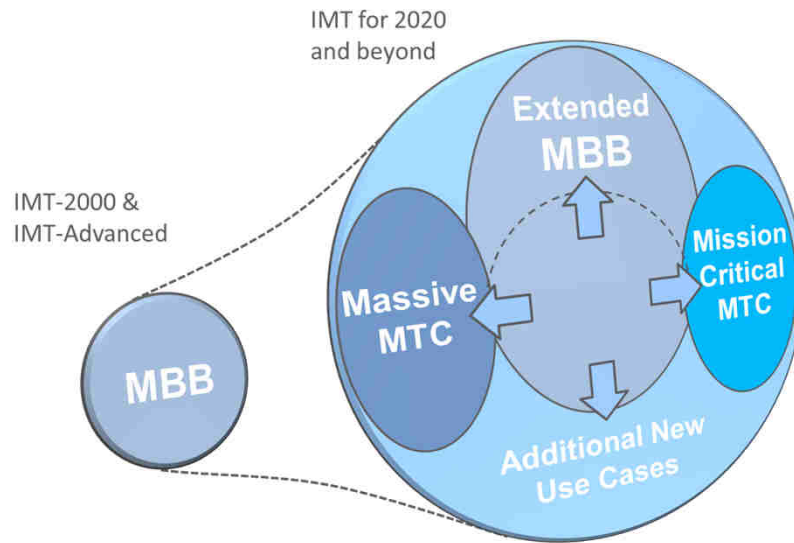 IMT for 2020
and beyond
Extended
MBB
IMT-2000 &
IMT-Advanced
Mission
Critical
MTC
Massive
MTC
MBB
Additional New
Use Cases